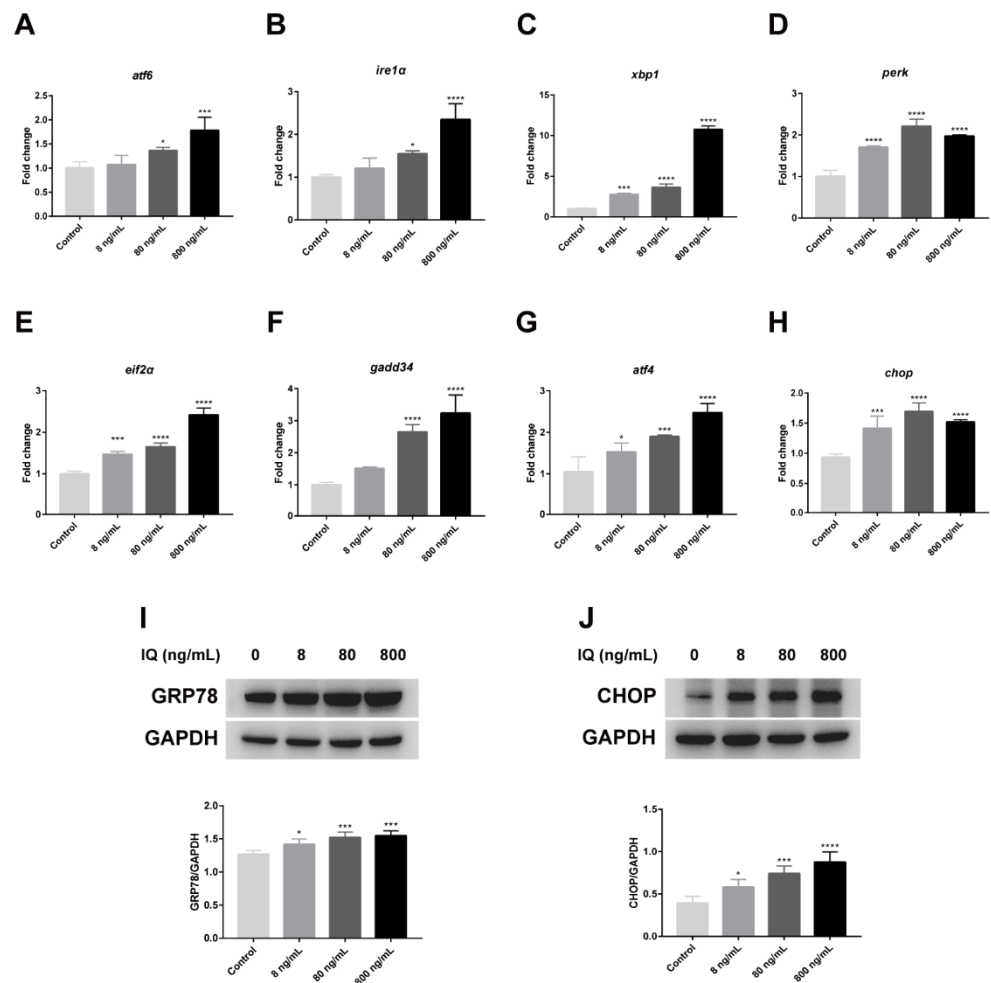 A
B
C
D
atf6
ire1α
xbp1
perk
Fold change
2.5
2.0
1.5
1.0
0.5
0.0
*
***
Control
8 ng/mL
80 ng/mL
800 ng/mL
Fold change
3
2
1
0
*
****
Control
8 ng/mL
80 ng/mL
800 ng/mL
Fold change
15
10
5
0
***
****
****
Control
8 ng/mL
80 ng/mL
800 ng/mL
Fold change
3
2
1
0
****
****
****
Control
8 ng/mL
80 ng/mL
800 ng/mL
E
F
G
H
eif2α
gadd34
atf4
chop
Fold change
3
2
1
0
***
****
****
Control
8 ng/mL
80 ng/mL
800 ng/mL
Fold change
4
3
2
1
0
****
****
Control
8 ng/mL
80 ng/mL
800 ng/mL
Fold change
3
2
1
0
*
***
****
Control
8 ng/mL
80 ng/mL
800 ng/mL
Fold change
2.0
1.5
1.0
0.5
0.0
***
****
****
Control
8 ng/mL
80 ng/mL
800 ng/mL
I
IQ (ng/mL) 0 8 80 800
GRP78
GAPDH
GRP78/GAPDH
2.0
1.5
1.0
0.5
0.0
*
***
***
Control
8 ng/mL
80 ng/mL
800 ng/mL
J
IQ (ng/mL) 0 8 80 800
CHOP
GAPDH
CHOP/GAPDH
1.5
1.0
0.5
0.0
*
***
****
Control
8 ng/mL
80 ng/mL
800 ng/mL